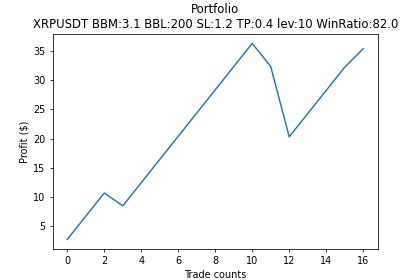 Portfolio
XRPUSDT BBM:3.1 BBL:200 SL:1.2 TP:0.4 lev:10 WinRatio:82.0
35
30
25
20
15
10
5
Profit ($)
0 2 4 6 8 10 12 14 16
Trade counts